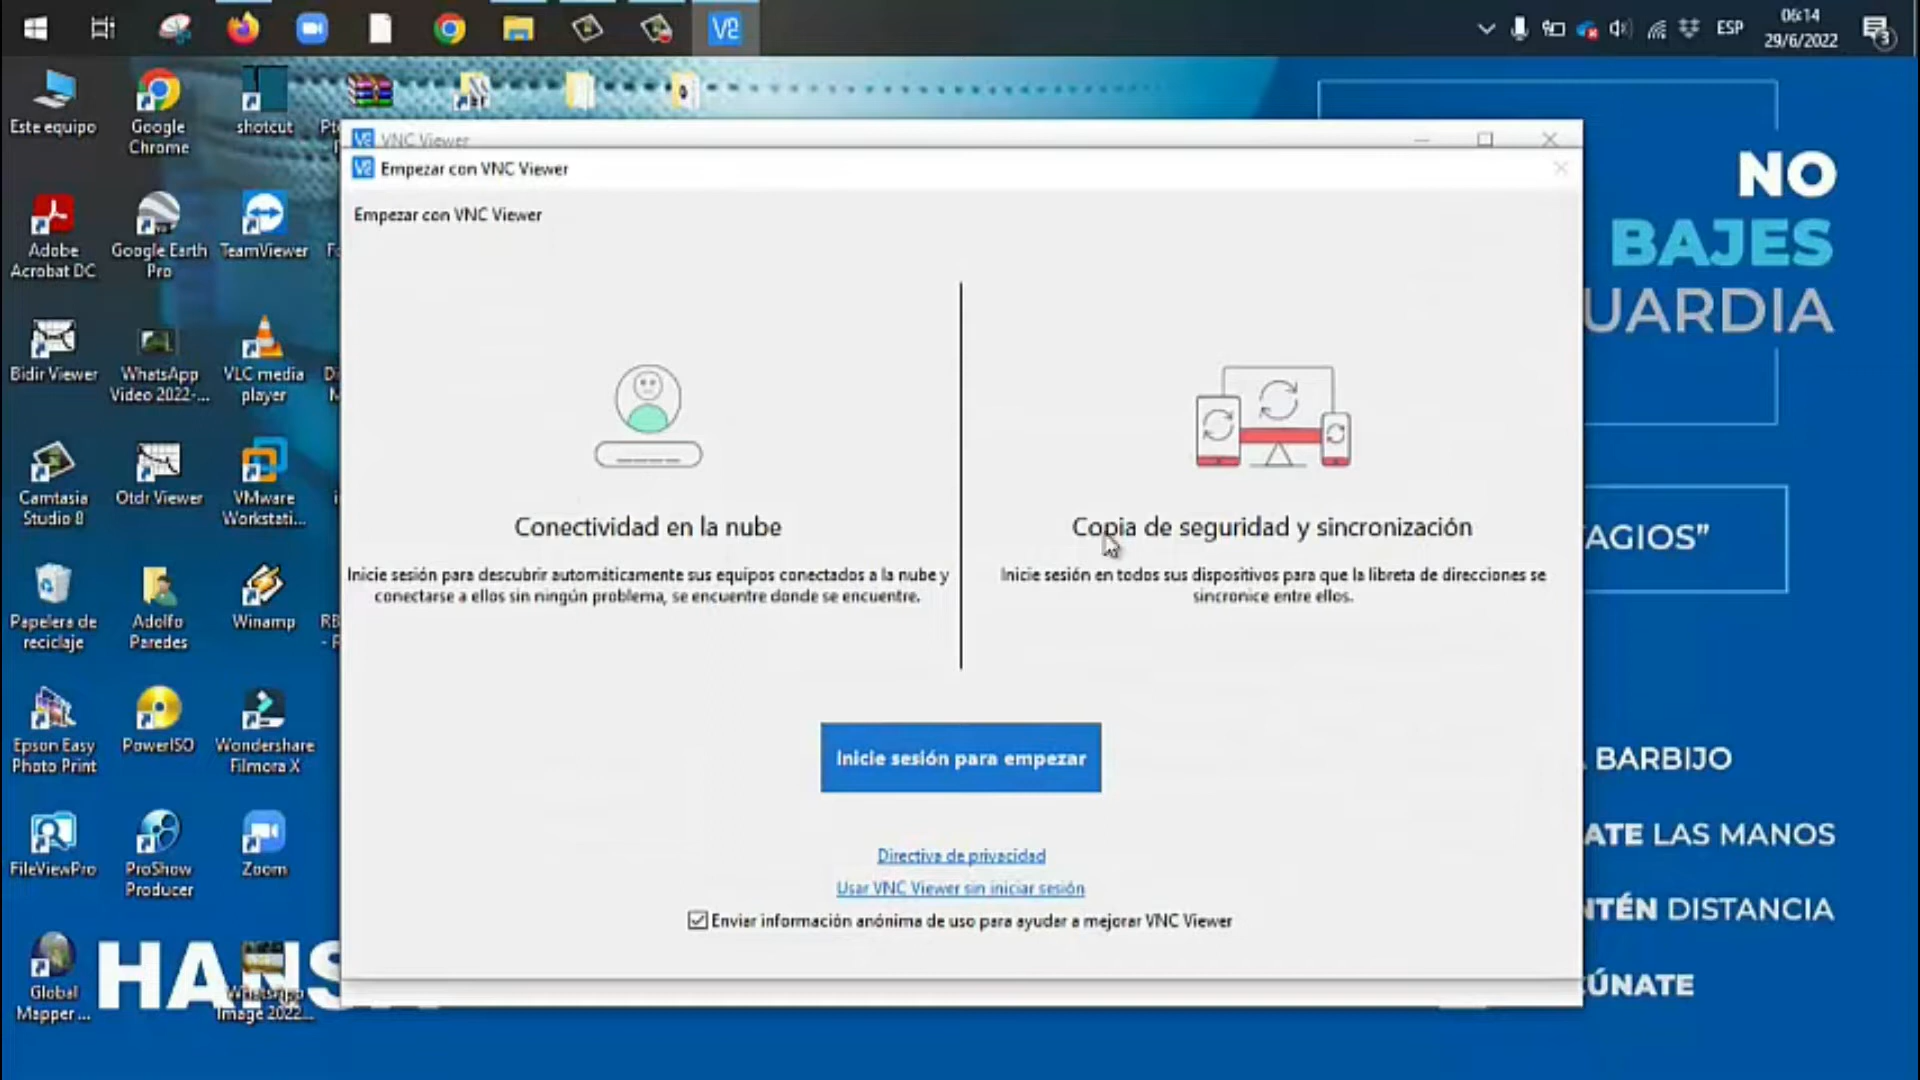 ESP
06:14
29/6/2022
3
Este equipo
Google Chrome
shotcut
Adobe Acrobat DC
Google Earth Pro
TeamViewer
Bidir Viewer
WhatsApp Video 2022-...
VLC media player
Camtasia Studio 8
Otdr Viewer
VMware Workstati...
Papelera de reciclaje
Adolfo Paredes
Winamp
Epson Easy Photo Print
PowerISO
Wondershare Filmora X
FileViewPro
ProShow Producer
Zoom
Global Mapper ...
WhatsApp Image 2022...
VNC Viewer
Empezar con VNC Viewer
Empezar con VNC Viewer
Conectividad en la nube
Inicie sesión para descubrir automáticamente sus equipos conectados a la nube y
conectarse a ellos sin ningún problema, se encuentre donde se encuentre.
Copia de seguridad y sincronización
Inicie sesión en todos sus dispositivos para que la libreta de direcciones se
sincronice entre ellos.
Inicie sesión para empezar
Directiva de privacidad
Usar VNC Viewer sin iniciar sesión
Enviar información anónima de uso para ayudar a mejorar VNC Viewer
NO
BAJES
UARDIA
AGIOS”
BARBIJO
ATE LAS MANOS
NTÉN DISTANCIA
ÚNATE
HANS